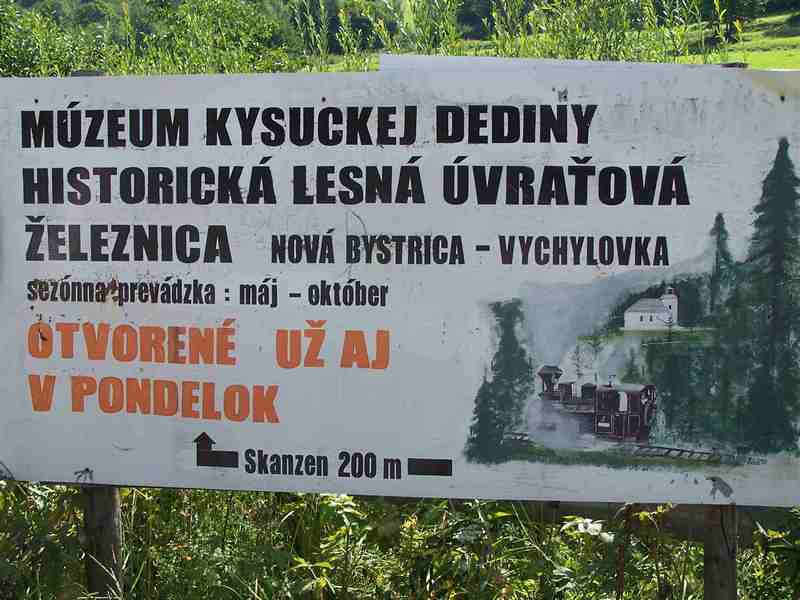 MÚZEUM KYSUCKEJ DEDINY
HISTORICKÁ LESNÁ ÚVRAŤOVÁ
ŽELEZNICA NOVÁ BYSTRICA - VYCHYLOVKA
sezónna prevádzka : máj - október
OTVORENÉ UŽ AJ
V PONDELOK
Skanzen 200 m